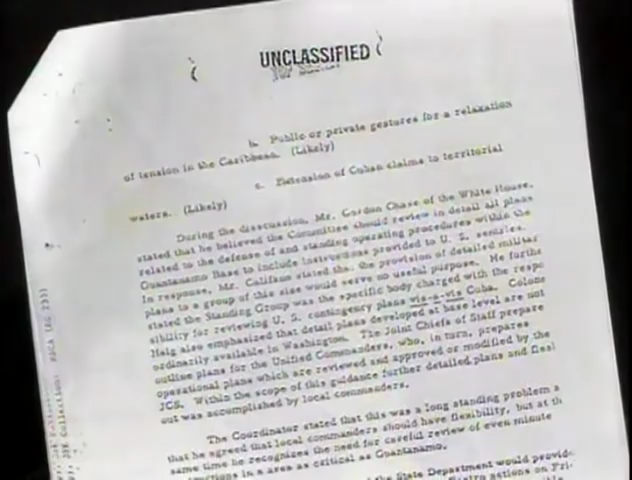 UNCLASSIFIED
b. Public or private gestures for a relaxation
of tension in the Caribbean. (Likely)
c. Extension of Cuban claims to territorial
waters. (Likely)
During the disscussion, Mr. Gordon Chase of the White House,
stated that he believed the Committee should review in detail all plans
related to the defense of and standing operating procedures within the
Guantanamo Base to include instructions provided to U. S. sentries.
In response, Mr. Califano stated that the provision of detailed militar
plans to a group of this size would serve no useful purpose. He furthe
stated the Standing Group was the specific body charged with the respo
sibility for reviewing U. S. contingency plans vis-a-vis Cuba. Colone
Haig also emphasized that detail plans developed at base level are not
ordinarily available in Washington. The Joint Chiefs of Staff prepare
outline plans for the Unified Commanders, who, in turn, prepares
operational plans which are reviewed and approved or modified by the
JCS. Within the scope of this guidance further detailed plans and
out was accomplished by local commanders.
The Coordinator stated that this was a long standing problem a
that he agreed that local commanders should have flexibility, but at th
same time he recognizes the need for careful review of even minute
in a area as critical as Guantanamo.
the State Department would provid
actions on Fri-